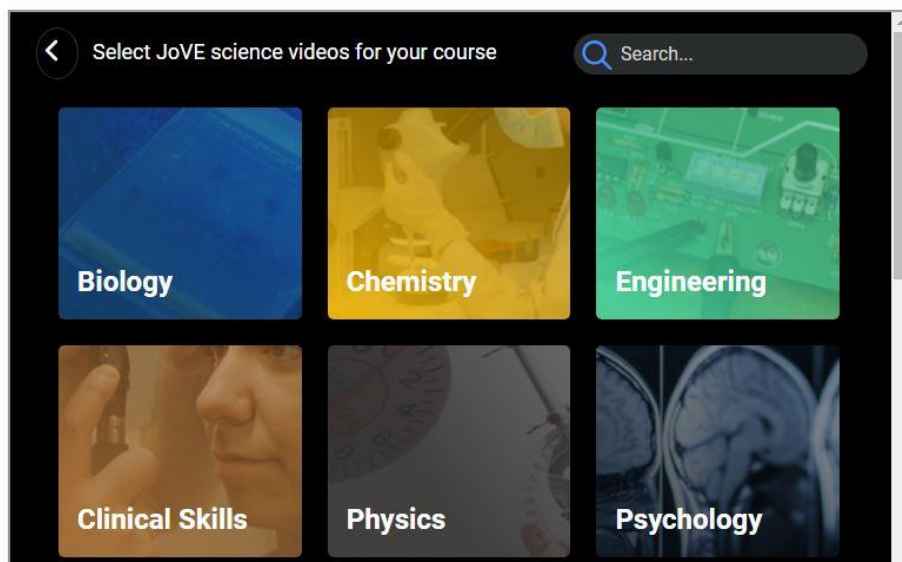 Select JoVE science videos for your course
Search...
Biology
Chemistry
Engineering
Clinical Skills
Physics
Psychology